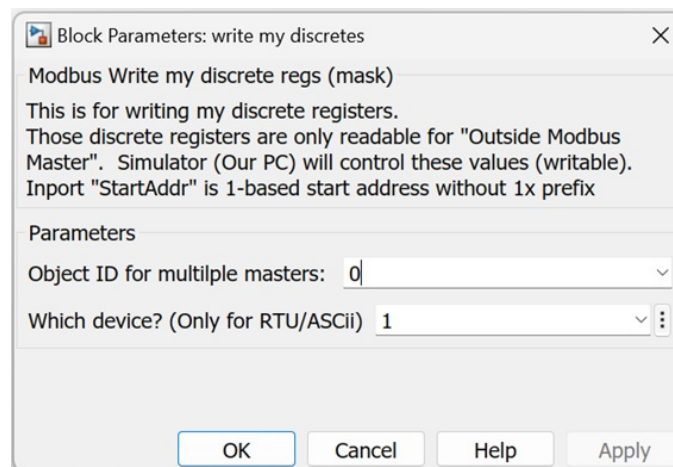 Block Parameters: write my discretes
Modbus Write my discrete regs (mask)
This is for writing my discrete registers.
Those discrete registers are only readable for "Outside Modbus
Master".  Simulator (Our PC) will control these values (writable).
Inport "StartAddr" is 1-based start address without 1x prefix
Parameters
Object ID for multilple masters: 0
Which device? (Only for RTU/ASCii) 1
OK Cancel Help Apply